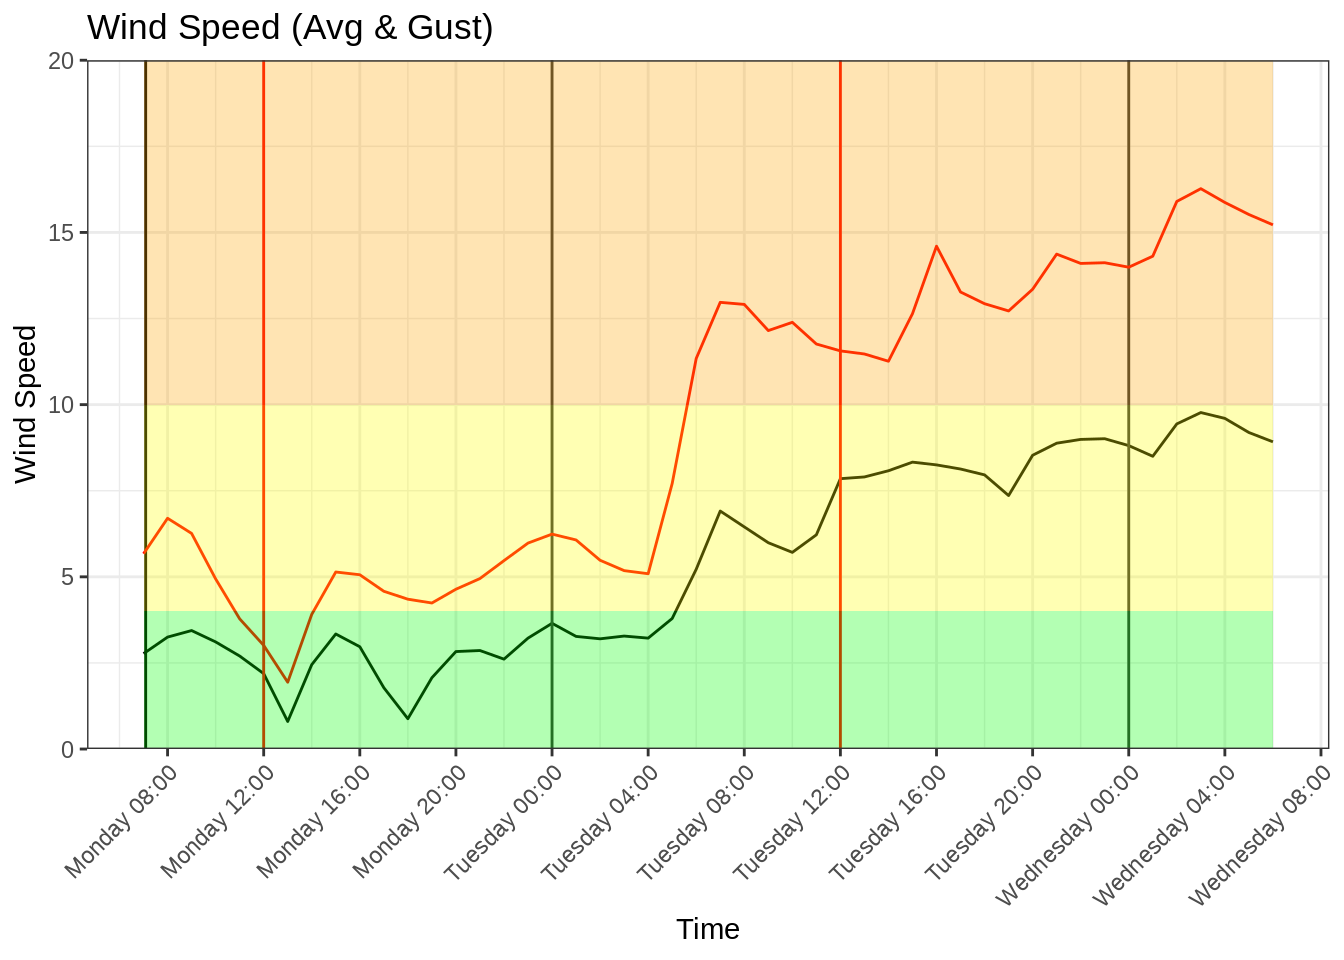 Wind Speed (Avg & Gust)
20
15
10
5
0
Wind Speed
Monday 08:00
Monday 12:00
Monday 16:00
Monday 20:00
Tuesday 00:00
Tuesday 04:00
Tuesday 08:00
Tuesday 12:00
Tuesday 16:00
Tuesday 20:00
Wednesday 00:00
Wednesday 04:00
Wednesday 08:00
Time